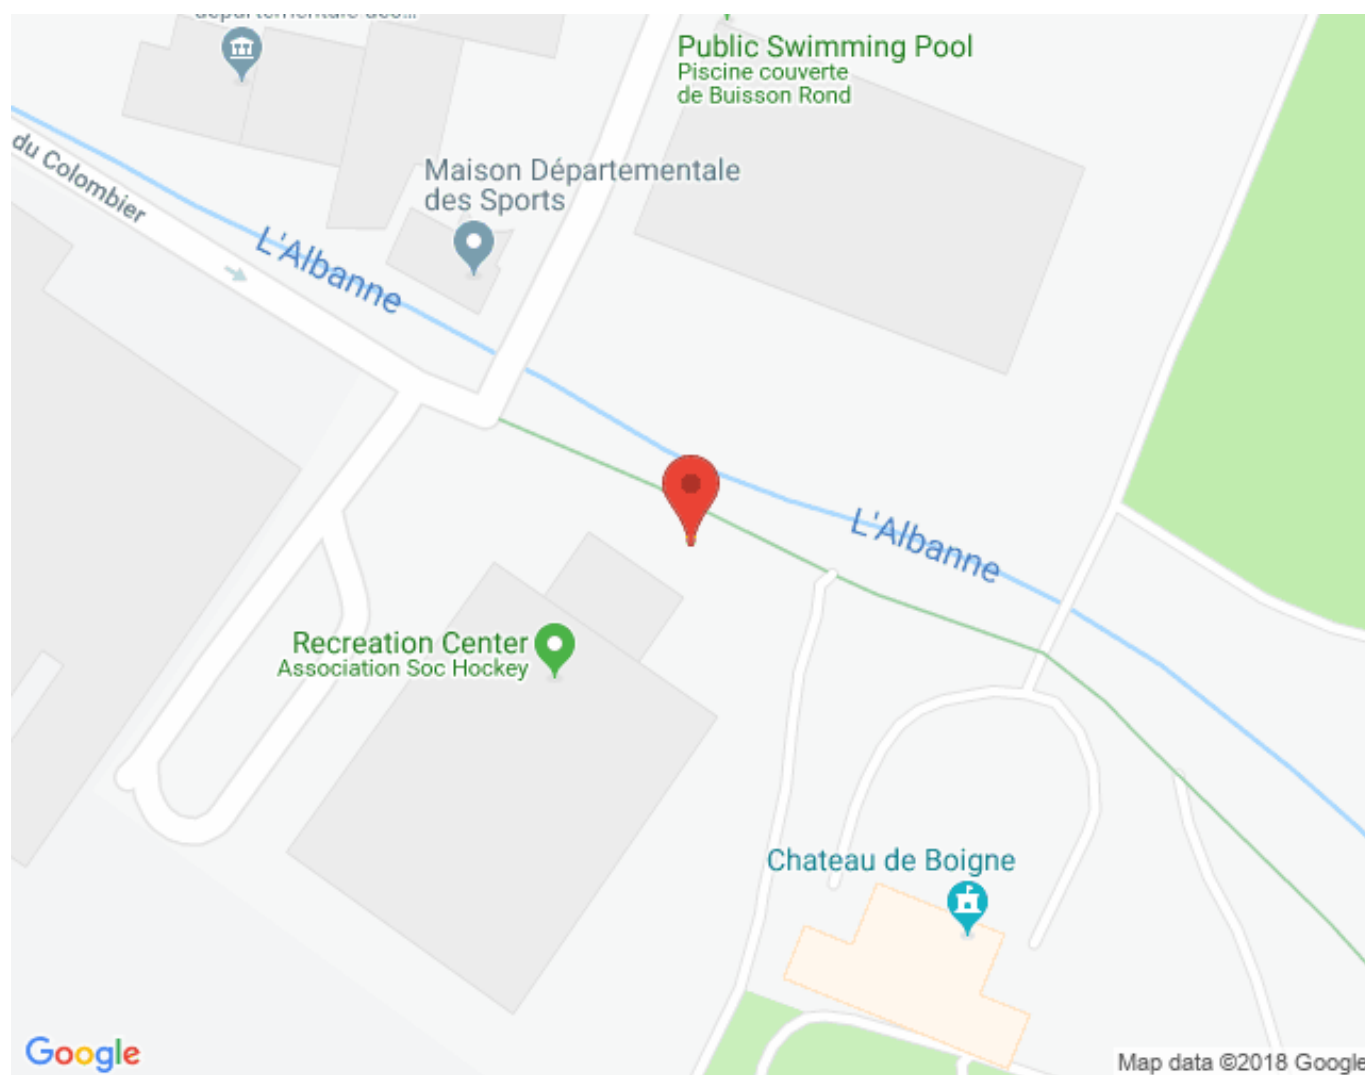 Public Swimming Pool
Piscine couverte
de Buisson Rond
du Colombier
Maison Départementale
des Sports
L'Albanne
L'Albanne
Recreation Center
Association Soc Hockey
Chateau de Boigne
Google
Map data ©2018 Google